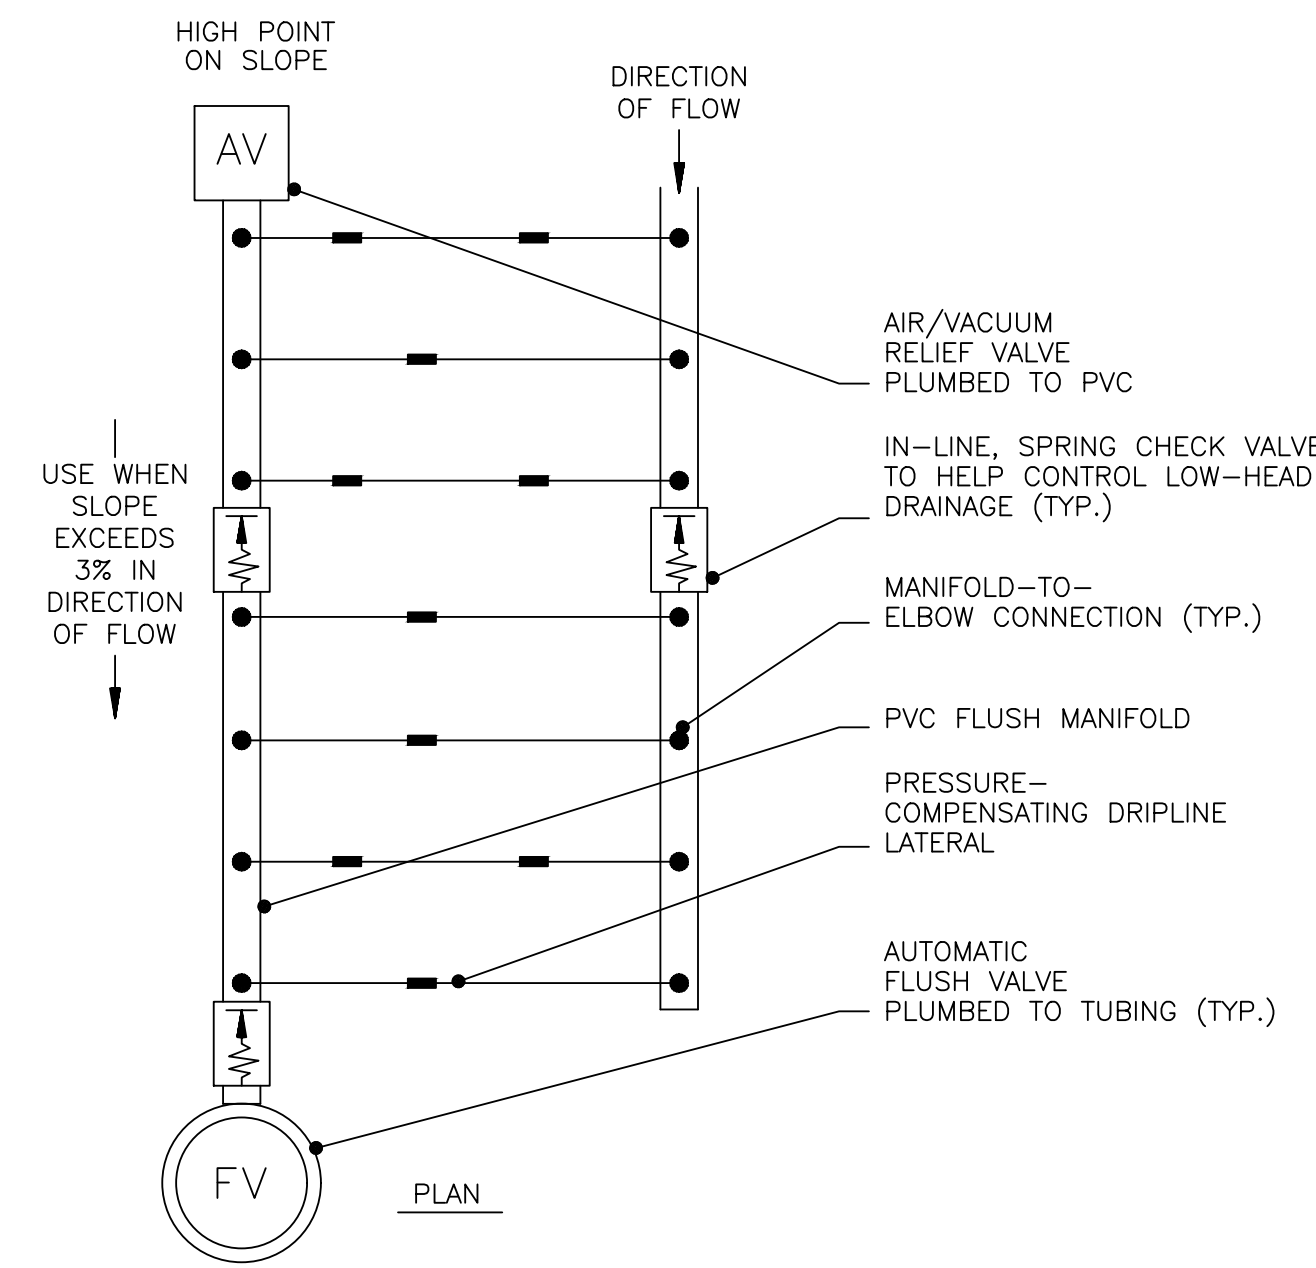 HIGH POINT
ON SLOPE
DIRECTION
OF FLOW
AV
AIR/VACUUM
RELIEF VALVE
PLUMBED TO PVC
IN-LINE, SPRING CHECK VALVE
TO HELP CONTROL LOW-HEAD
DRAINAGE (TYP.)
USE WHEN
SLOPE
EXCEEDS
3% IN
DIRECTION
OF FLOW
MANIFOLD-TO-
ELBOW CONNECTION (TYP.)
PVC FLUSH MANIFOLD
PRESSURE-
COMPENSATING DRIPLINE
LATERAL
AUTOMATIC
FLUSH VALVE
PLUMBED TO TUBING (TYP.)
FV
PLAN